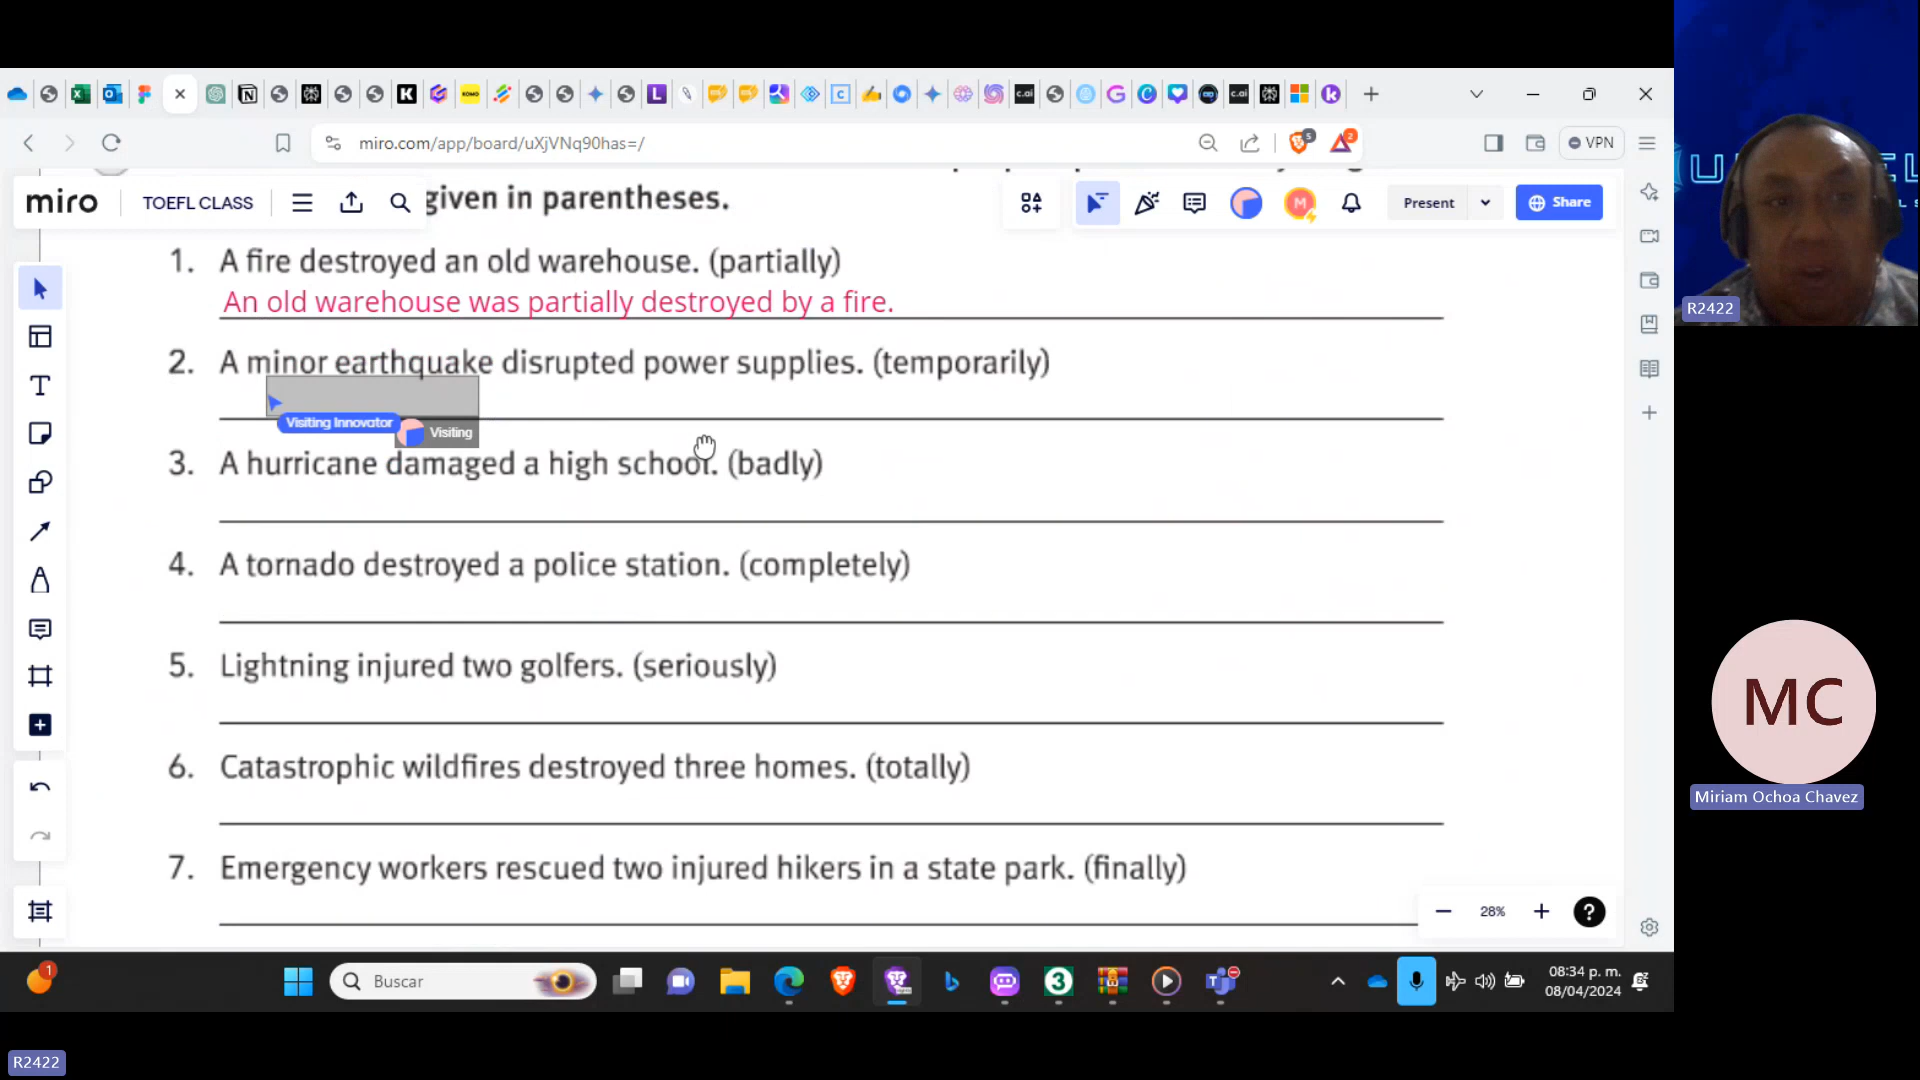 miro.com/app/board/uXjVNq90has=/
VPN
miro
TOEFL CLASS
given in parentheses.
Present
Share
1. A fire destroyed an old warehouse. (partially)
An old warehouse was partially destroyed by a fire.
2. A minor earthquake disrupted power supplies. (temporarily)
Visiting Innovator
Visiting
3. A hurricane damaged a high school. (badly)
4. A tornado destroyed a police station. (completely)
5. Lightning injured two golfers. (seriously)
6. Catastrophic wildfires destroyed three homes. (totally)
7. Emergency workers rescued two injured hikers in a state park. (finally)
28%
Buscar
08:34 p. m.
08/04/2024
R2422
MC
Miriam Ochoa Chavez
R2422